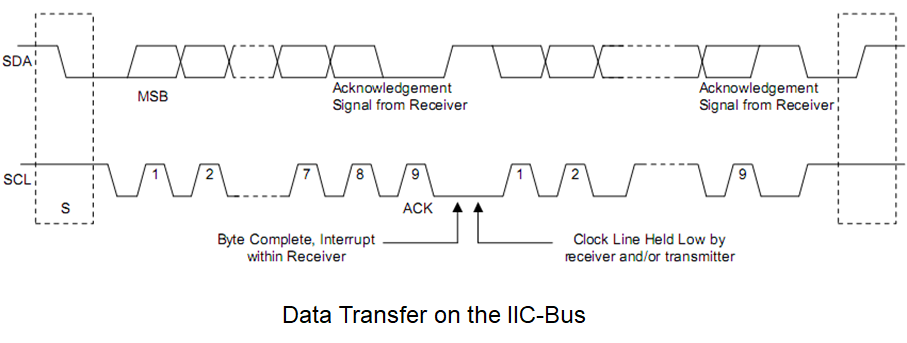 SDA
MSB
Acknowledgement
Signal from Receiver
Acknowledgement
Signal from Receiver
SCL
1
2
7
8
9
1
2
9
S
ACK
Byte Complete, Interrupt
within Receiver
Clock Line Held Low by
receiver and/or transmitter
Data Transfer on the IIC-Bus